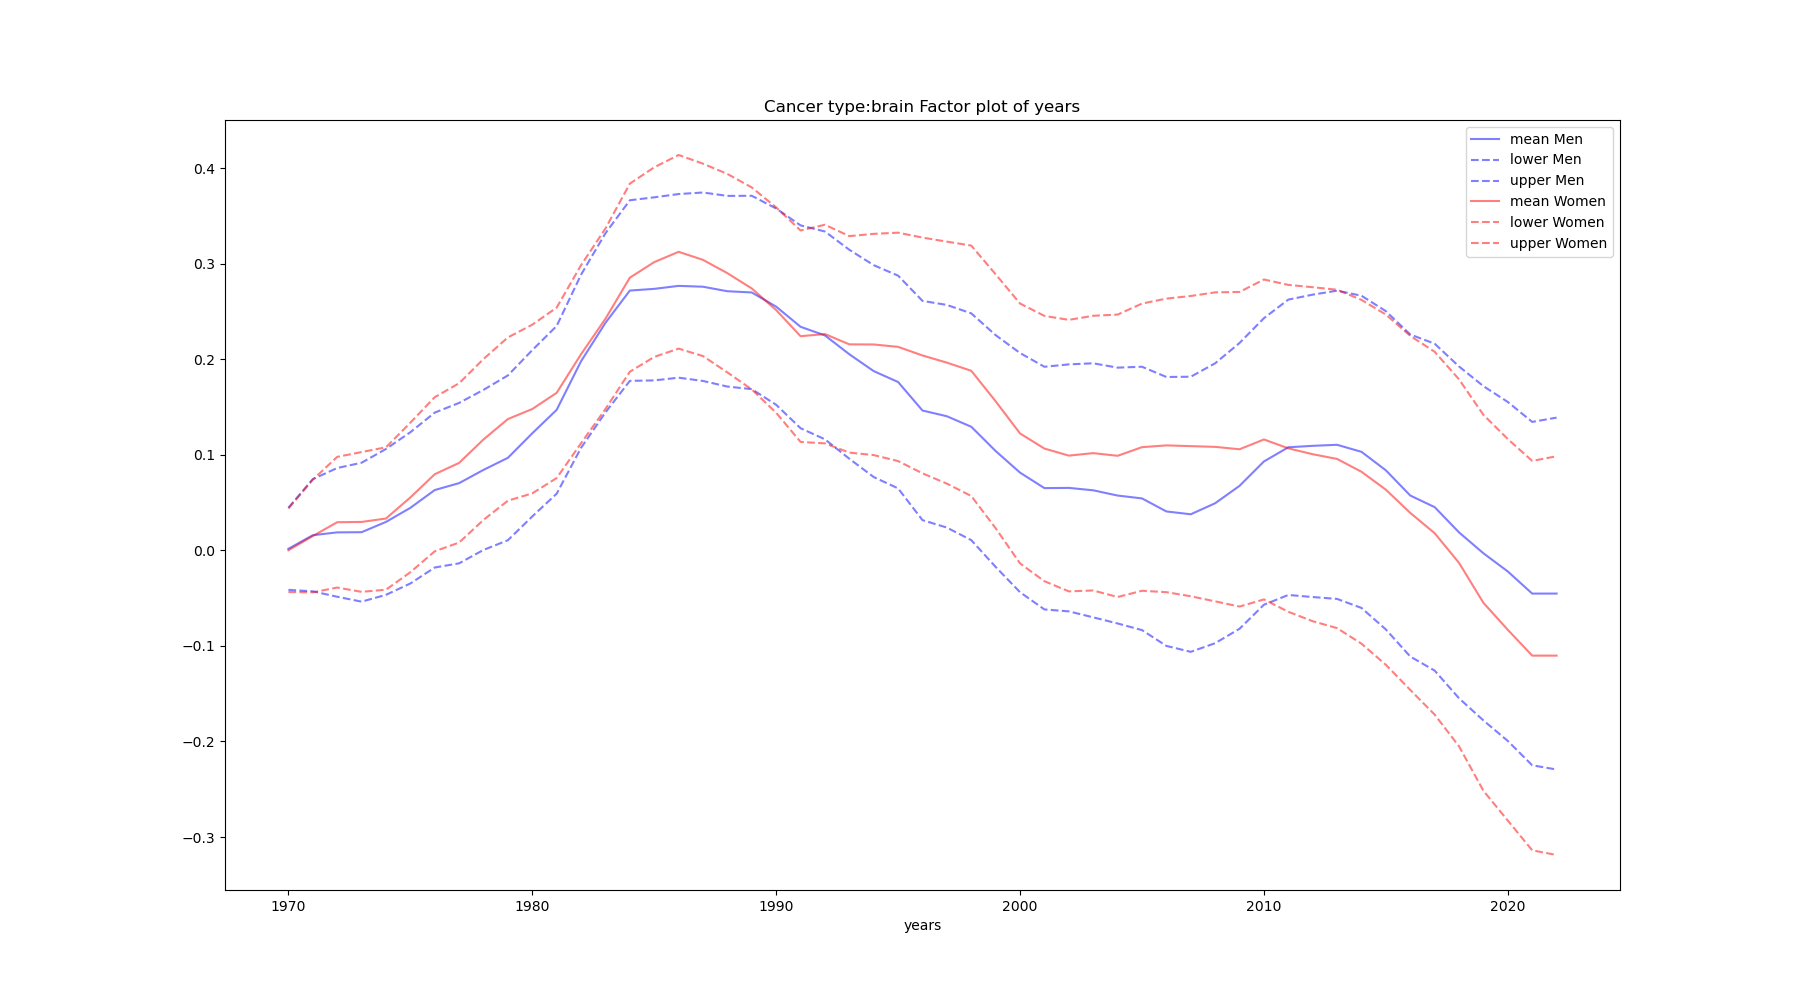 Cancer type:brain Factor plot of years
mean Men
lower Men
upper Men
mean Women
lower Women
upper Women
0.4
0.3
0.2
0.1
0.0
−0.1
−0.2
−0.3
1970 1980 1990 2000 2010 2020
years